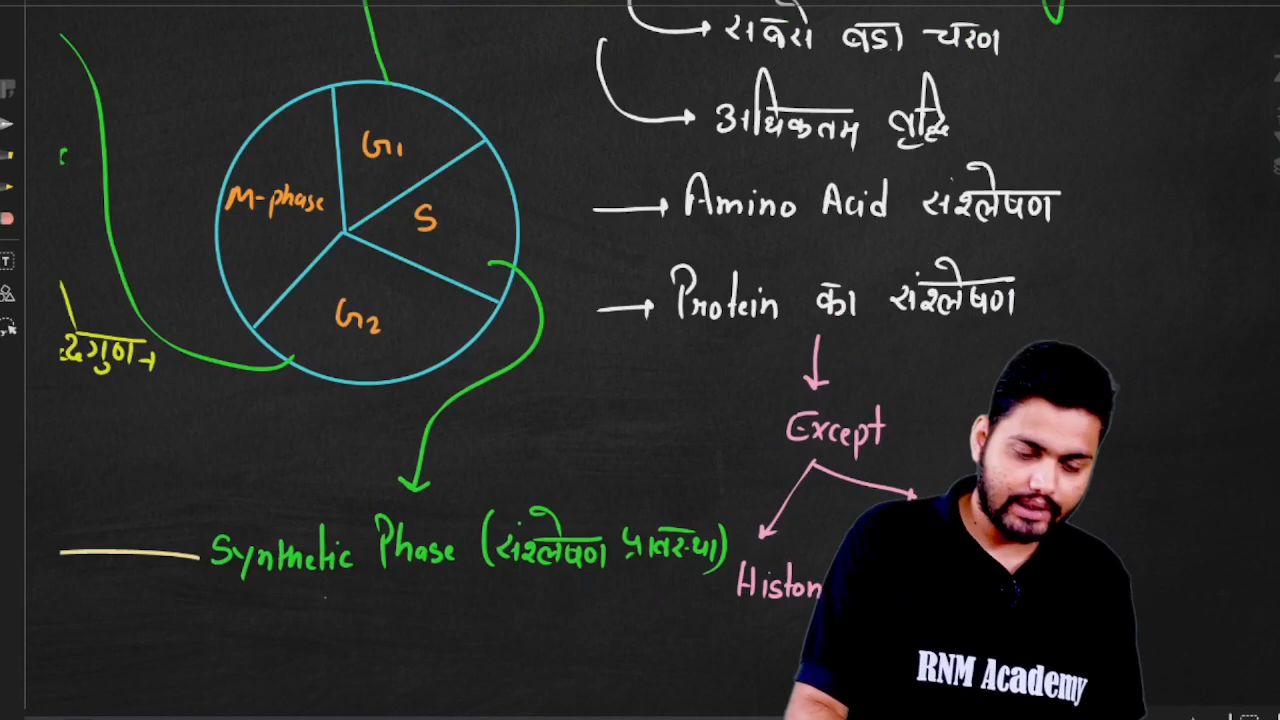 सबसे बडा चरण
अधिकतम वृद्धि
Amino Acid संश्लेषण
Protein का संश्लेषण
Except
Histon
G1
S
G2
M-phase
Synthetic Phase (संश्लेषण प्रावस्था)
RNM Academy
T